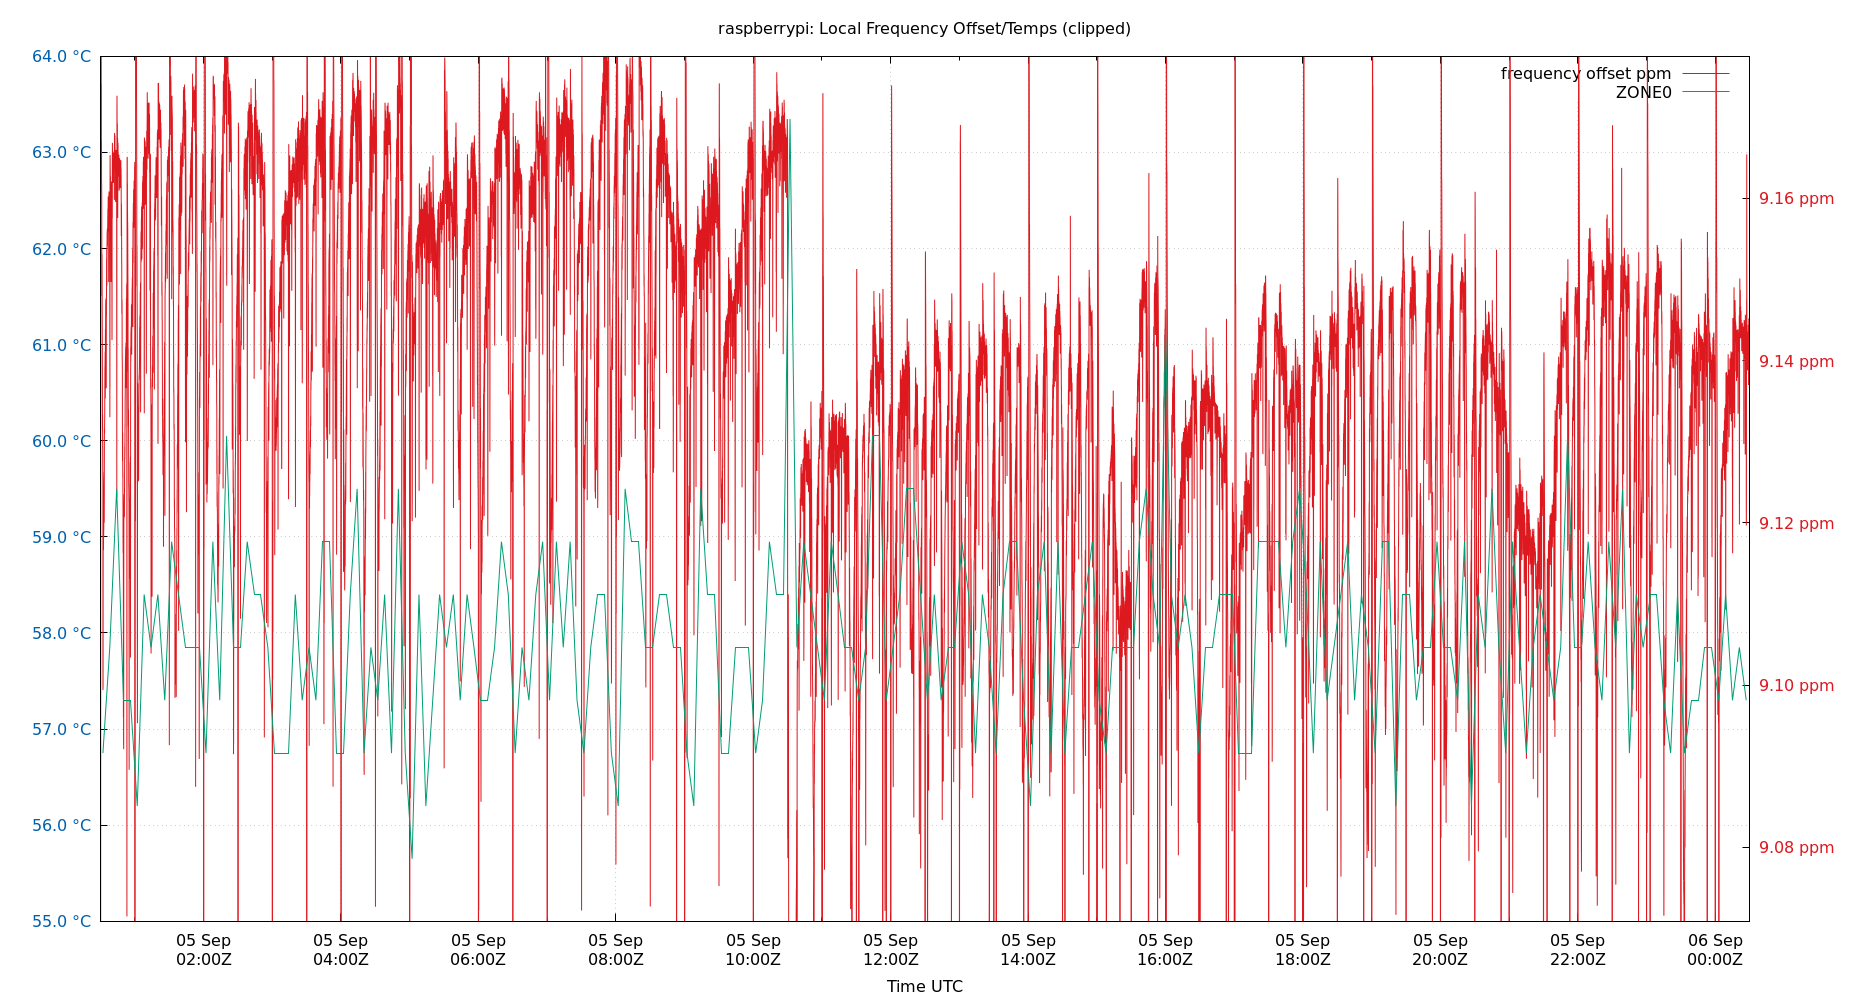 raspberrypi: Local Frequency Offset/Temps (clipped)
frequency offset ppm
ZONE0
64.0 °C
63.0 °C
62.0 °C
61.0 °C
60.0 °C
59.0 °C
58.0 °C
57.0 °C
56.0 °C
55.0 °C
9.16 ppm
9.14 ppm
9.12 ppm
9.10 ppm
9.08 ppm
05 Sep 05 Sep 05 Sep 05 Sep 05 Sep 05 Sep 05 Sep 05 Sep 05 Sep 05 Sep 05 Sep 06 Sep
02:00Z 04:00Z 06:00Z 08:00Z 10:00Z 12:00Z 14:00Z 16:00Z 18:00Z 20:00Z 22:00Z 00:00Z
Time UTC